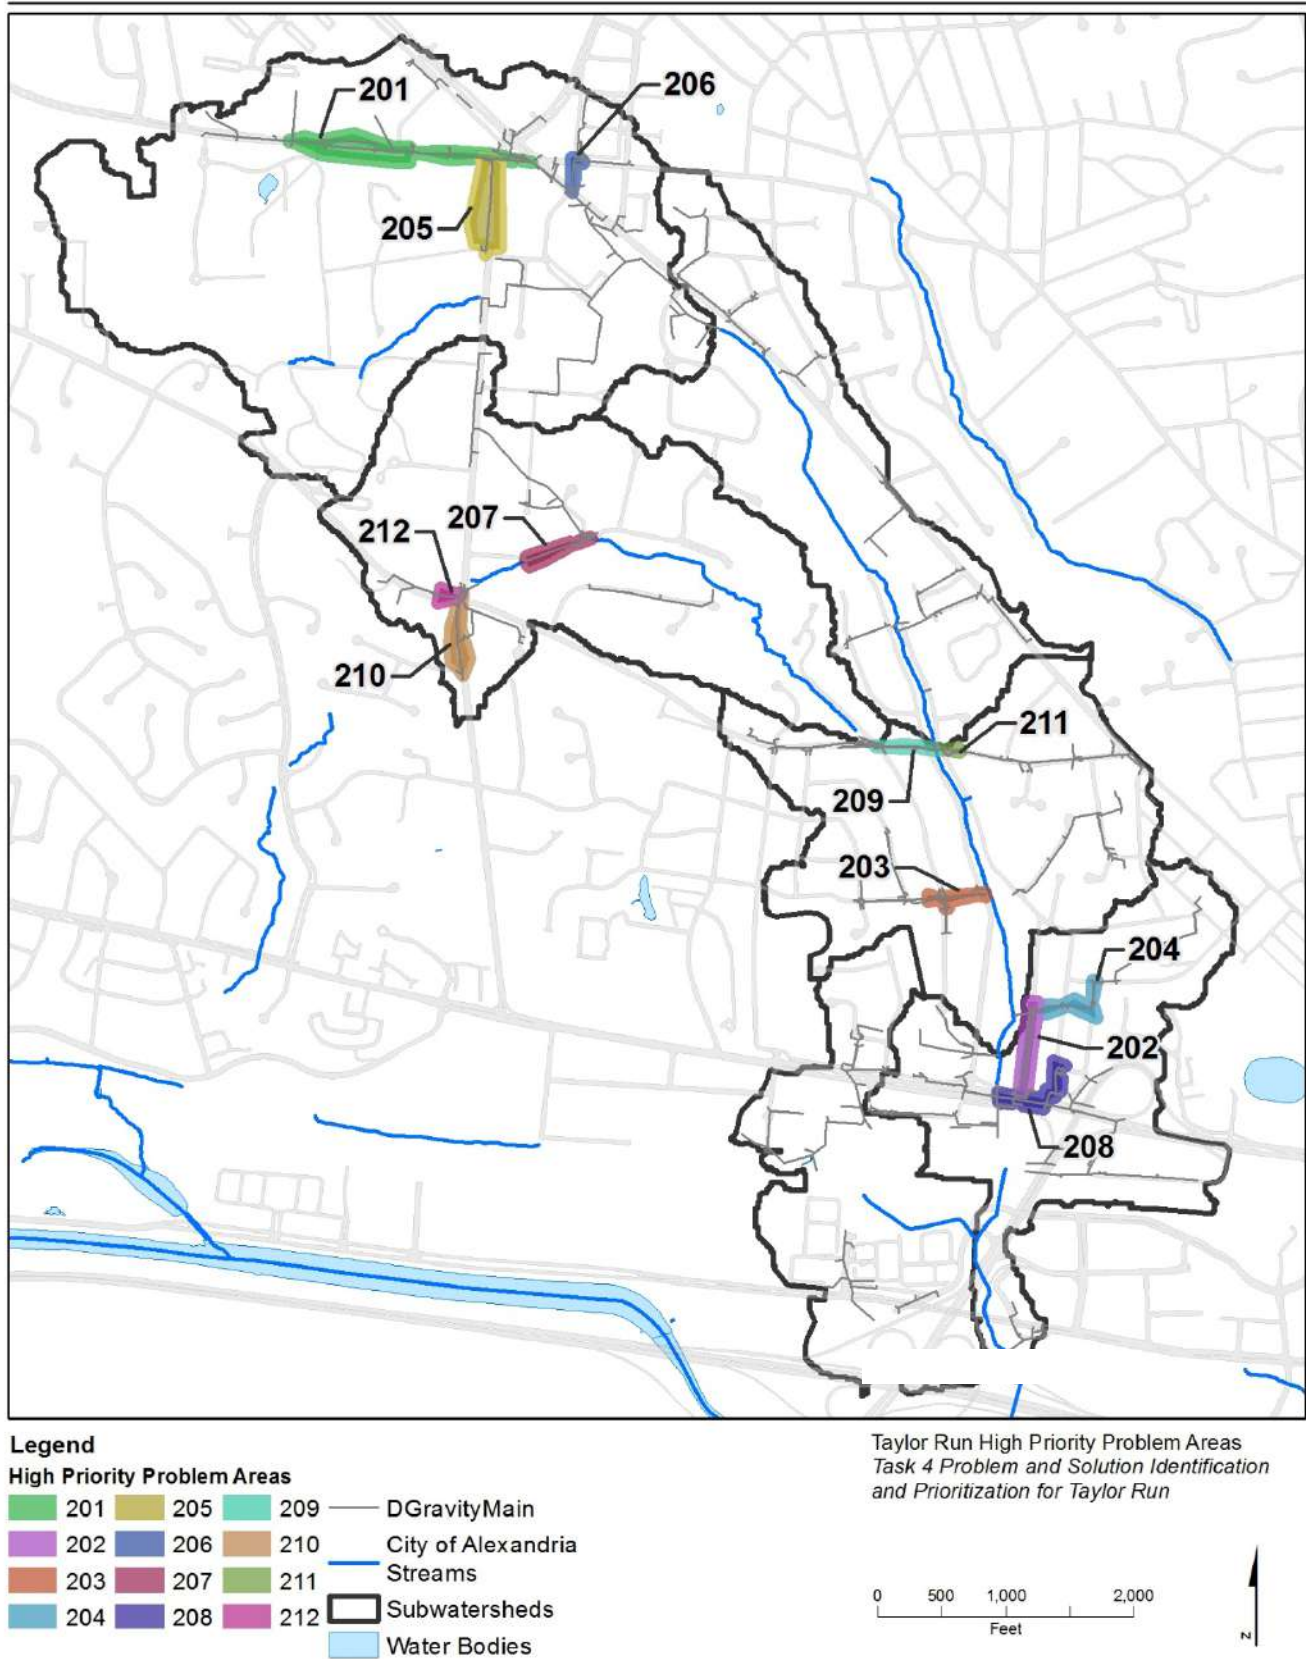 201
206
205
207
212
210
211
209
203
204
202
208
Legend
High Priority Problem Areas
201
202
203
204
205
206
207
208
209
210
211
212
DGravityMain
City of Alexandria
Streams
Subwatersheds
Water Bodies
Taylor Run High Priority Problem Areas
Task 4 Problem and Solution Identification
and Prioritization for Taylor Run
0 500 1,000 2,000
Feet
N